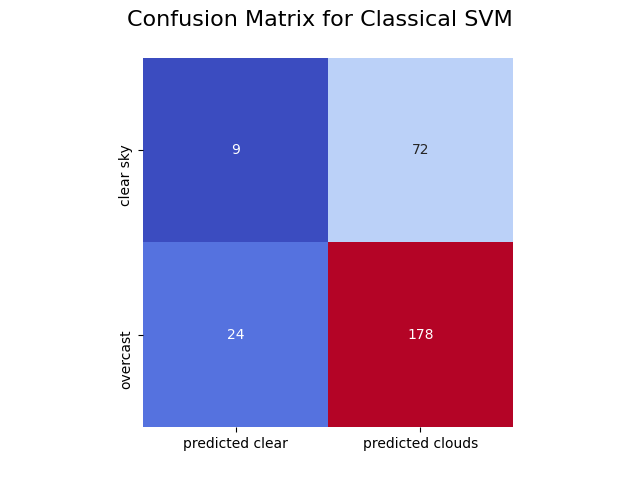 Confusion Matrix for Classical SVM
clear sky
9
72
overcast
24
178
predicted clear
predicted clouds